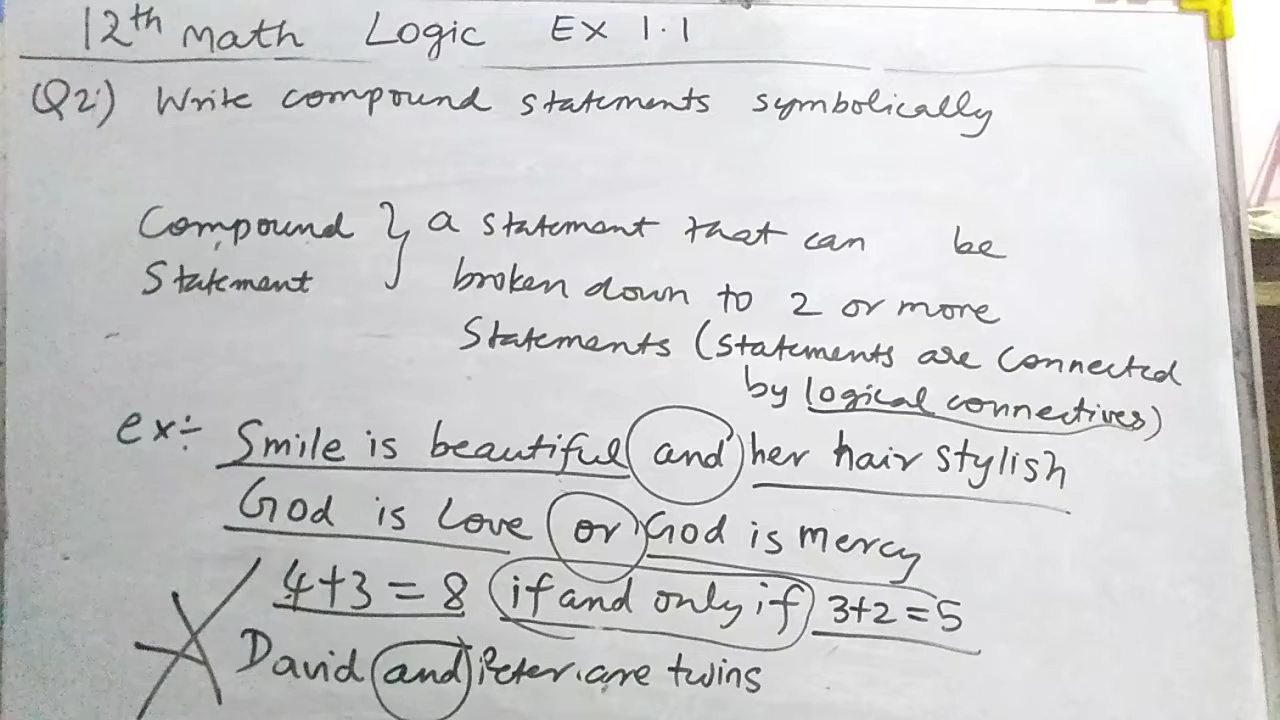 12th Math Logic EX 1.1
Q2:) Write compound statements symbolically
Compound } a statement that can be
Statement broken down to 2 or more
Statements (statements are connected
by logical connectives)
ex:- Smile is beautiful and her hair stylish
God is Love or God is mercy
4+3=8 if and only if 3+2=5
David and Peter are twins